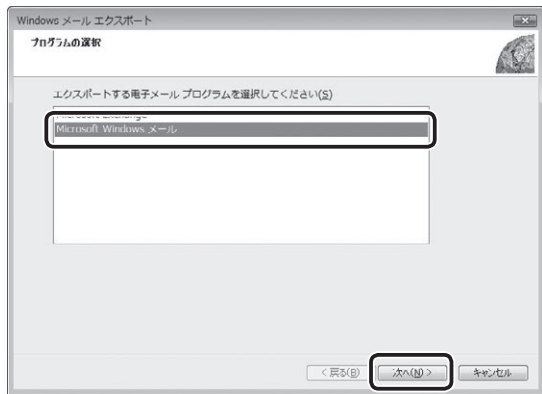 Windows メール エクスポート
プログラムの選択
エクスポートする電子メール プログラムを選択してください(S)
Microsoft Exchange
Microsoft Windows メール
< 戻る(B)
次へ(N) >
キャンセル